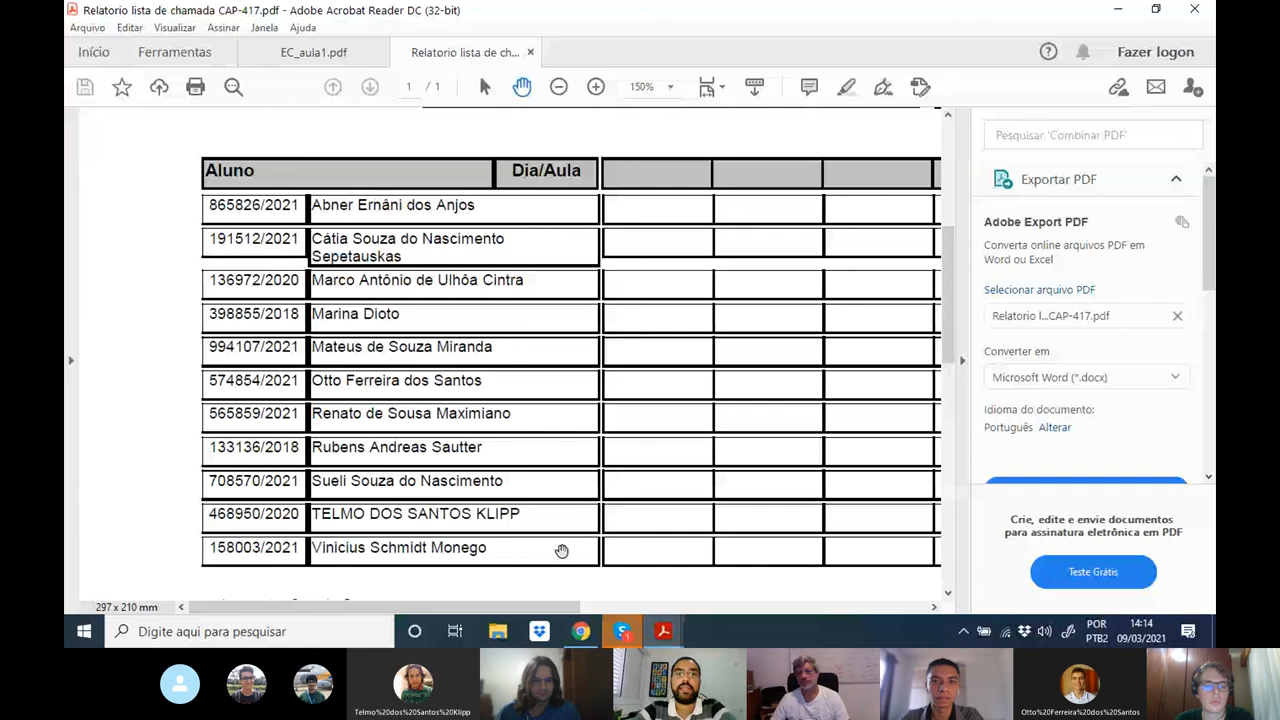 Relatorio lista de chamada CAP-417.pdf - Adobe Acrobat Reader DC (32-bit)
Arquivo Editar Visualizar Assinar Janela Ajuda
Início Ferramentas EC_aula1.pdf Relatorio lista de ch... × Fazer logon
1 / 1 150%
Pesquisar 'Combinar PDF'
Aluno Dia/Aula
Exportar PDF
865826/2021 Abner Ernâni dos Anjos
191512/2021 Cátia Souza do Nascimento
Sepetauskas
136972/2020 Marco Antônio de Ulhôa Cintra
398855/2018 Marina Dioto
994107/2021 Mateus de Souza Miranda
574854/2021 Otto Ferreira dos Santos
565859/2021 Renato de Sousa Maximiano
133136/2018 Rubens Andreas Sautter
708570/2021 Sueli Souza do Nascimento
468950/2020 TELMO DOS SANTOS KLIPP
158003/2021 Vinicius Schmidt Monego
Adobe Export PDF
Converta online arquivos PDF em
Word ou Excel
Selecionar arquivo PDF
Relatorio l...CAP-417.pdf
Converter em
Microsoft Word (*.docx)
Idioma do documento:
Português Alterar
Crie, edite e envie documentos
para assinatura eletrônica em PDF
Teste Grátis
297 x 210 mm
Digite aqui para pesquisar
POR
PTB2
14:14
09/03/2021
Telmo%20dos%20Santos%20Klipp
Otto%20Ferreira%20dos%20Santos